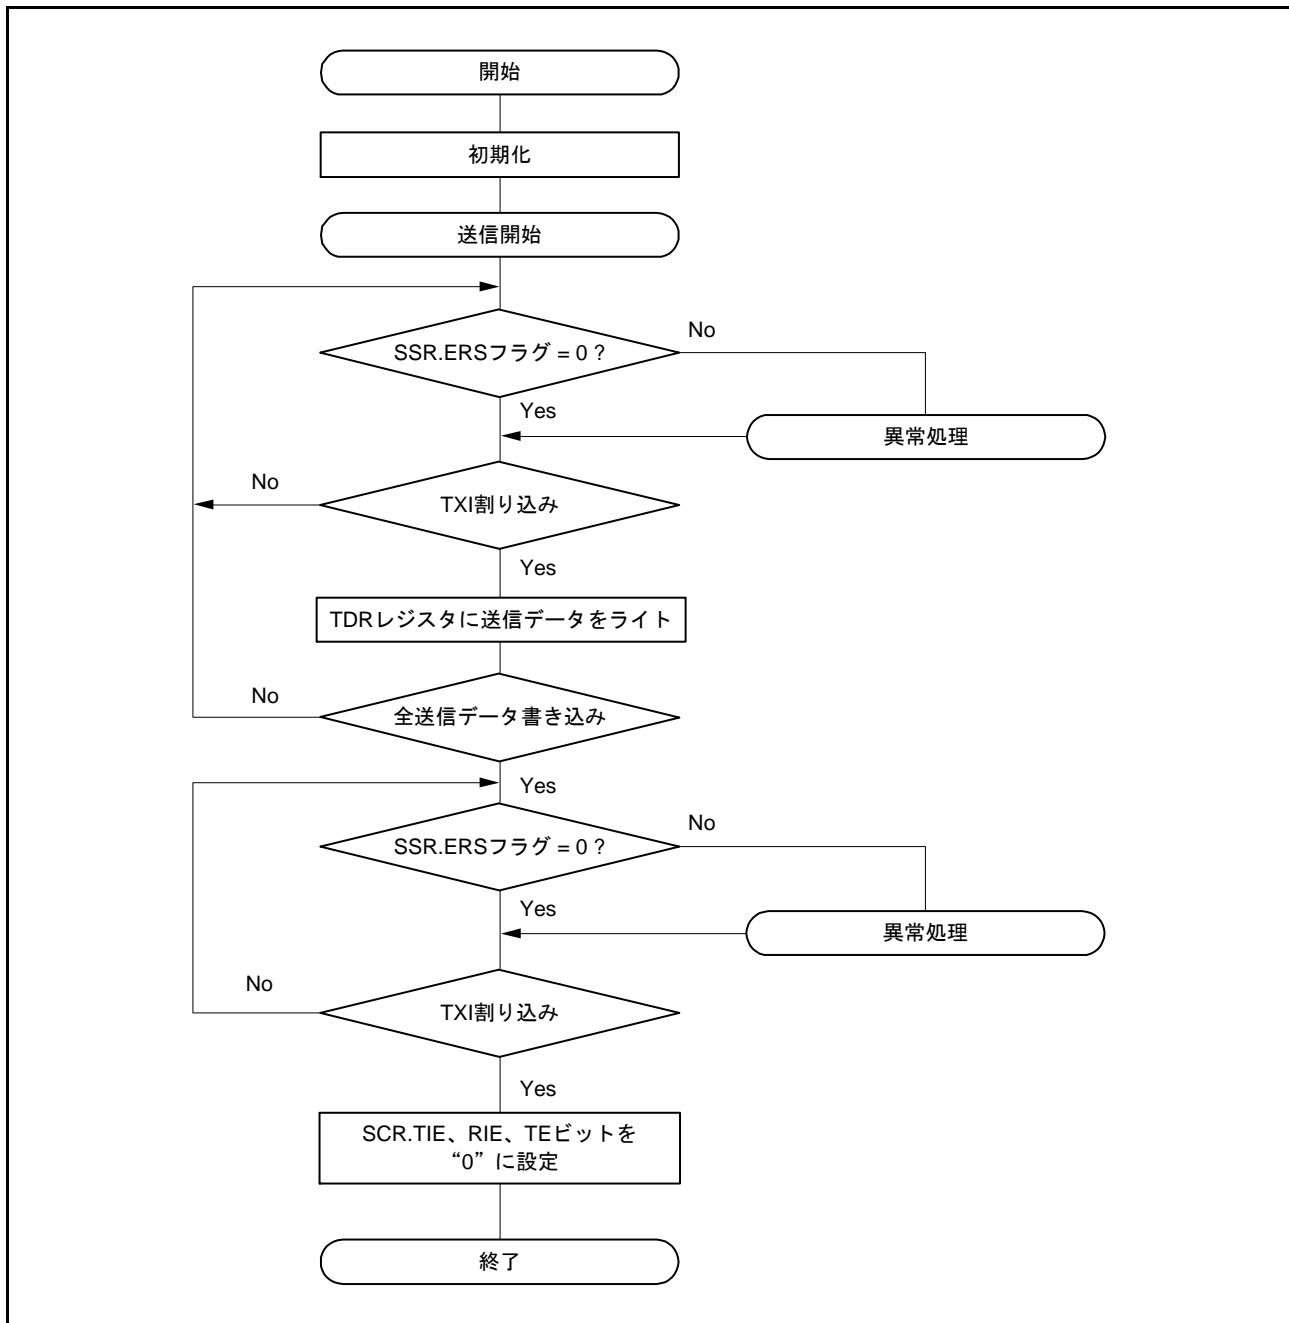 開始
初期化
送信開始
SSR.ERSフラグ = 0 ?
No
Yes
異常処理
TXI割り込み
No
Yes
TDRレジスタに送信データをライト
全送信データ書き込み
No
Yes
SSR.ERSフラグ = 0 ?
No
Yes
異常処理
TXI割り込み
No
Yes
SCR.TIE、RIE、TEビットを
“0”に設定
終了